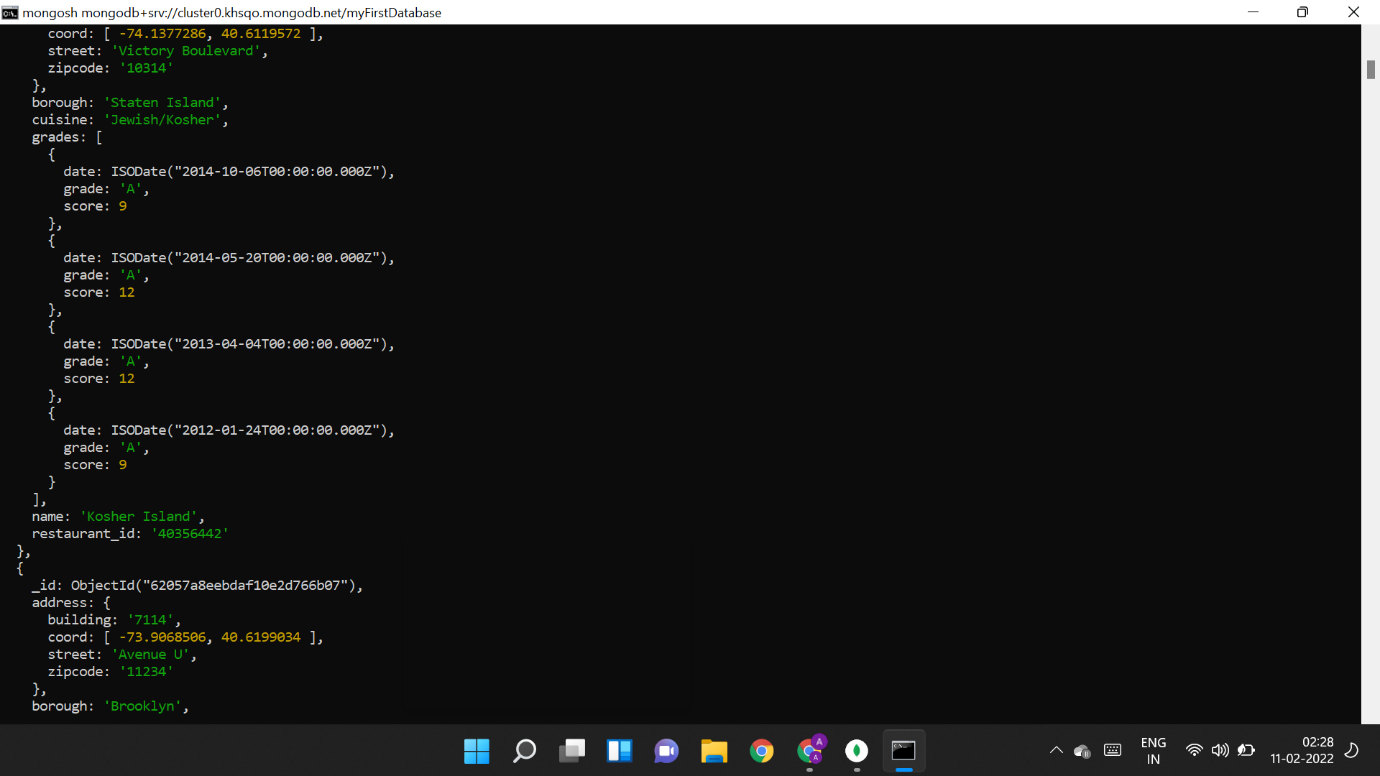 mongosh mongodb+srv://cluster0.khsqo.mongodb.net/myFirstDatabase
coord: [ -74.1377286, 40.6119572 ],
street: 'Victory Boulevard',
zipcode: '10314'
},
borough: 'Staten Island',
cuisine: 'Jewish/Kosher',
grades: [
{
date: ISODate("2014-10-06T00:00:00.000Z"),
grade: 'A',
score: 9
},
{
date: ISODate("2014-05-20T00:00:00.000Z"),
grade: 'A',
score: 12
},
{
date: ISODate("2013-04-04T00:00:00.000Z"),
grade: 'A',
score: 12
},
{
date: ISODate("2012-01-24T00:00:00.000Z"),
grade: 'A',
score: 9
}
],
name: 'Kosher Island',
restaurant_id: '40356442'
},
{
_id: ObjectId("62057a8eebdaf10e2d766b07"),
address: {
building: '7114',
coord: [ -73.9068506, 40.6199034 ],
street: 'Avenue U',
zipcode: '11234'
},
borough: 'Brooklyn',
A
A
ENG
IN
02:28
11-02-2022